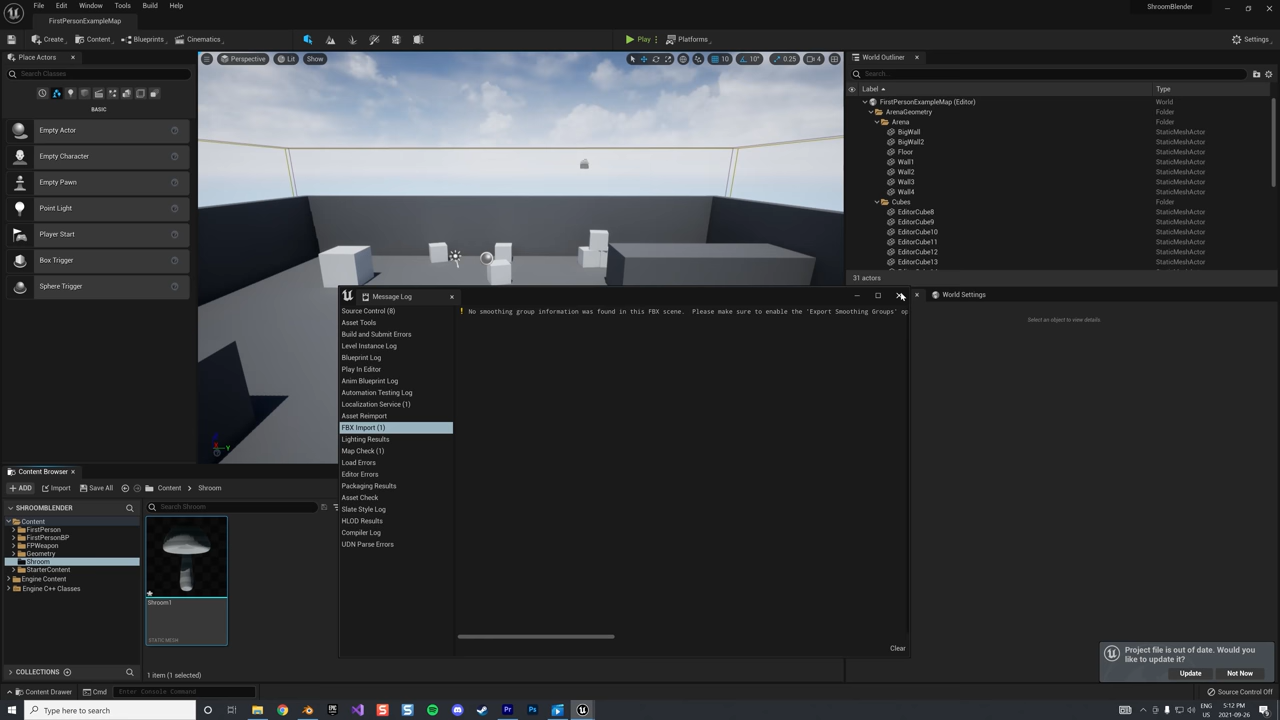 File Edit Window Tools Build Help
ShroomBlender
FirstPersonExampleMap
Create Content Blueprints Cinematics Play Platforms Settings
Place Actors
Search Classes
BASIC
Empty Actor
Empty Character
Empty Pawn
Point Light
Player Start
Box Trigger
Sphere Trigger
Perspective Lit Show 10 10° 0.25 4
World Outliner
Search...
Label Type
FirstPersonExampleMap (Editor) World
ArenaGeometry Folder
Arena Folder
BigWall StaticMeshActor
BigWall2 StaticMeshActor
Floor StaticMeshActor
Wall1 StaticMeshActor
Wall2 StaticMeshActor
Wall3 StaticMeshActor
Wall4 StaticMeshActor
Cubes Folder
EditorCube8 StaticMeshActor
EditorCube9 StaticMeshActor
EditorCube10 StaticMeshActor
EditorCube11 StaticMeshActor
EditorCube12 StaticMeshActor
EditorCube13 StaticMeshActor
31 actors
World Settings
Select an object to view details.
Message Log
Source Control (8)
Asset Tools
Build and Submit Errors
Level Instance Log
Blueprint Log
Play In Editor
Anim Blueprint Log
Automation Testing Log
Localization Service (1)
Asset Reimport
FBX Import (1)
Lighting Results
Map Check (1)
Load Errors
Editor Errors
Packaging Results
Asset Check
Slate Style Log
HLOD Results
Compiler Log
UDN Parse Errors
! No smoothing group information was found in this FBX scene. Please make sure to enable the 'Export Smoothing Groups' op
Clear
Content Browser
ADD Import Save All Content Shroom
SHROOMBLENDER
Content
FirstPerson
FirstPersonBP
FPWeapon
Geometry
Shroom
StarterContent
Engine Content
Engine C++ Classes
COLLECTIONS
Search Shroom
Shroom1
STATIC MESH
1 item (1 selected)
Project file is out of date. Would you
like to update it?
Update Not Now
Content Drawer Cmd Enter Console Command
Source Control Off
Type here to search
ENG
US
5:12 PM
2021-09-26